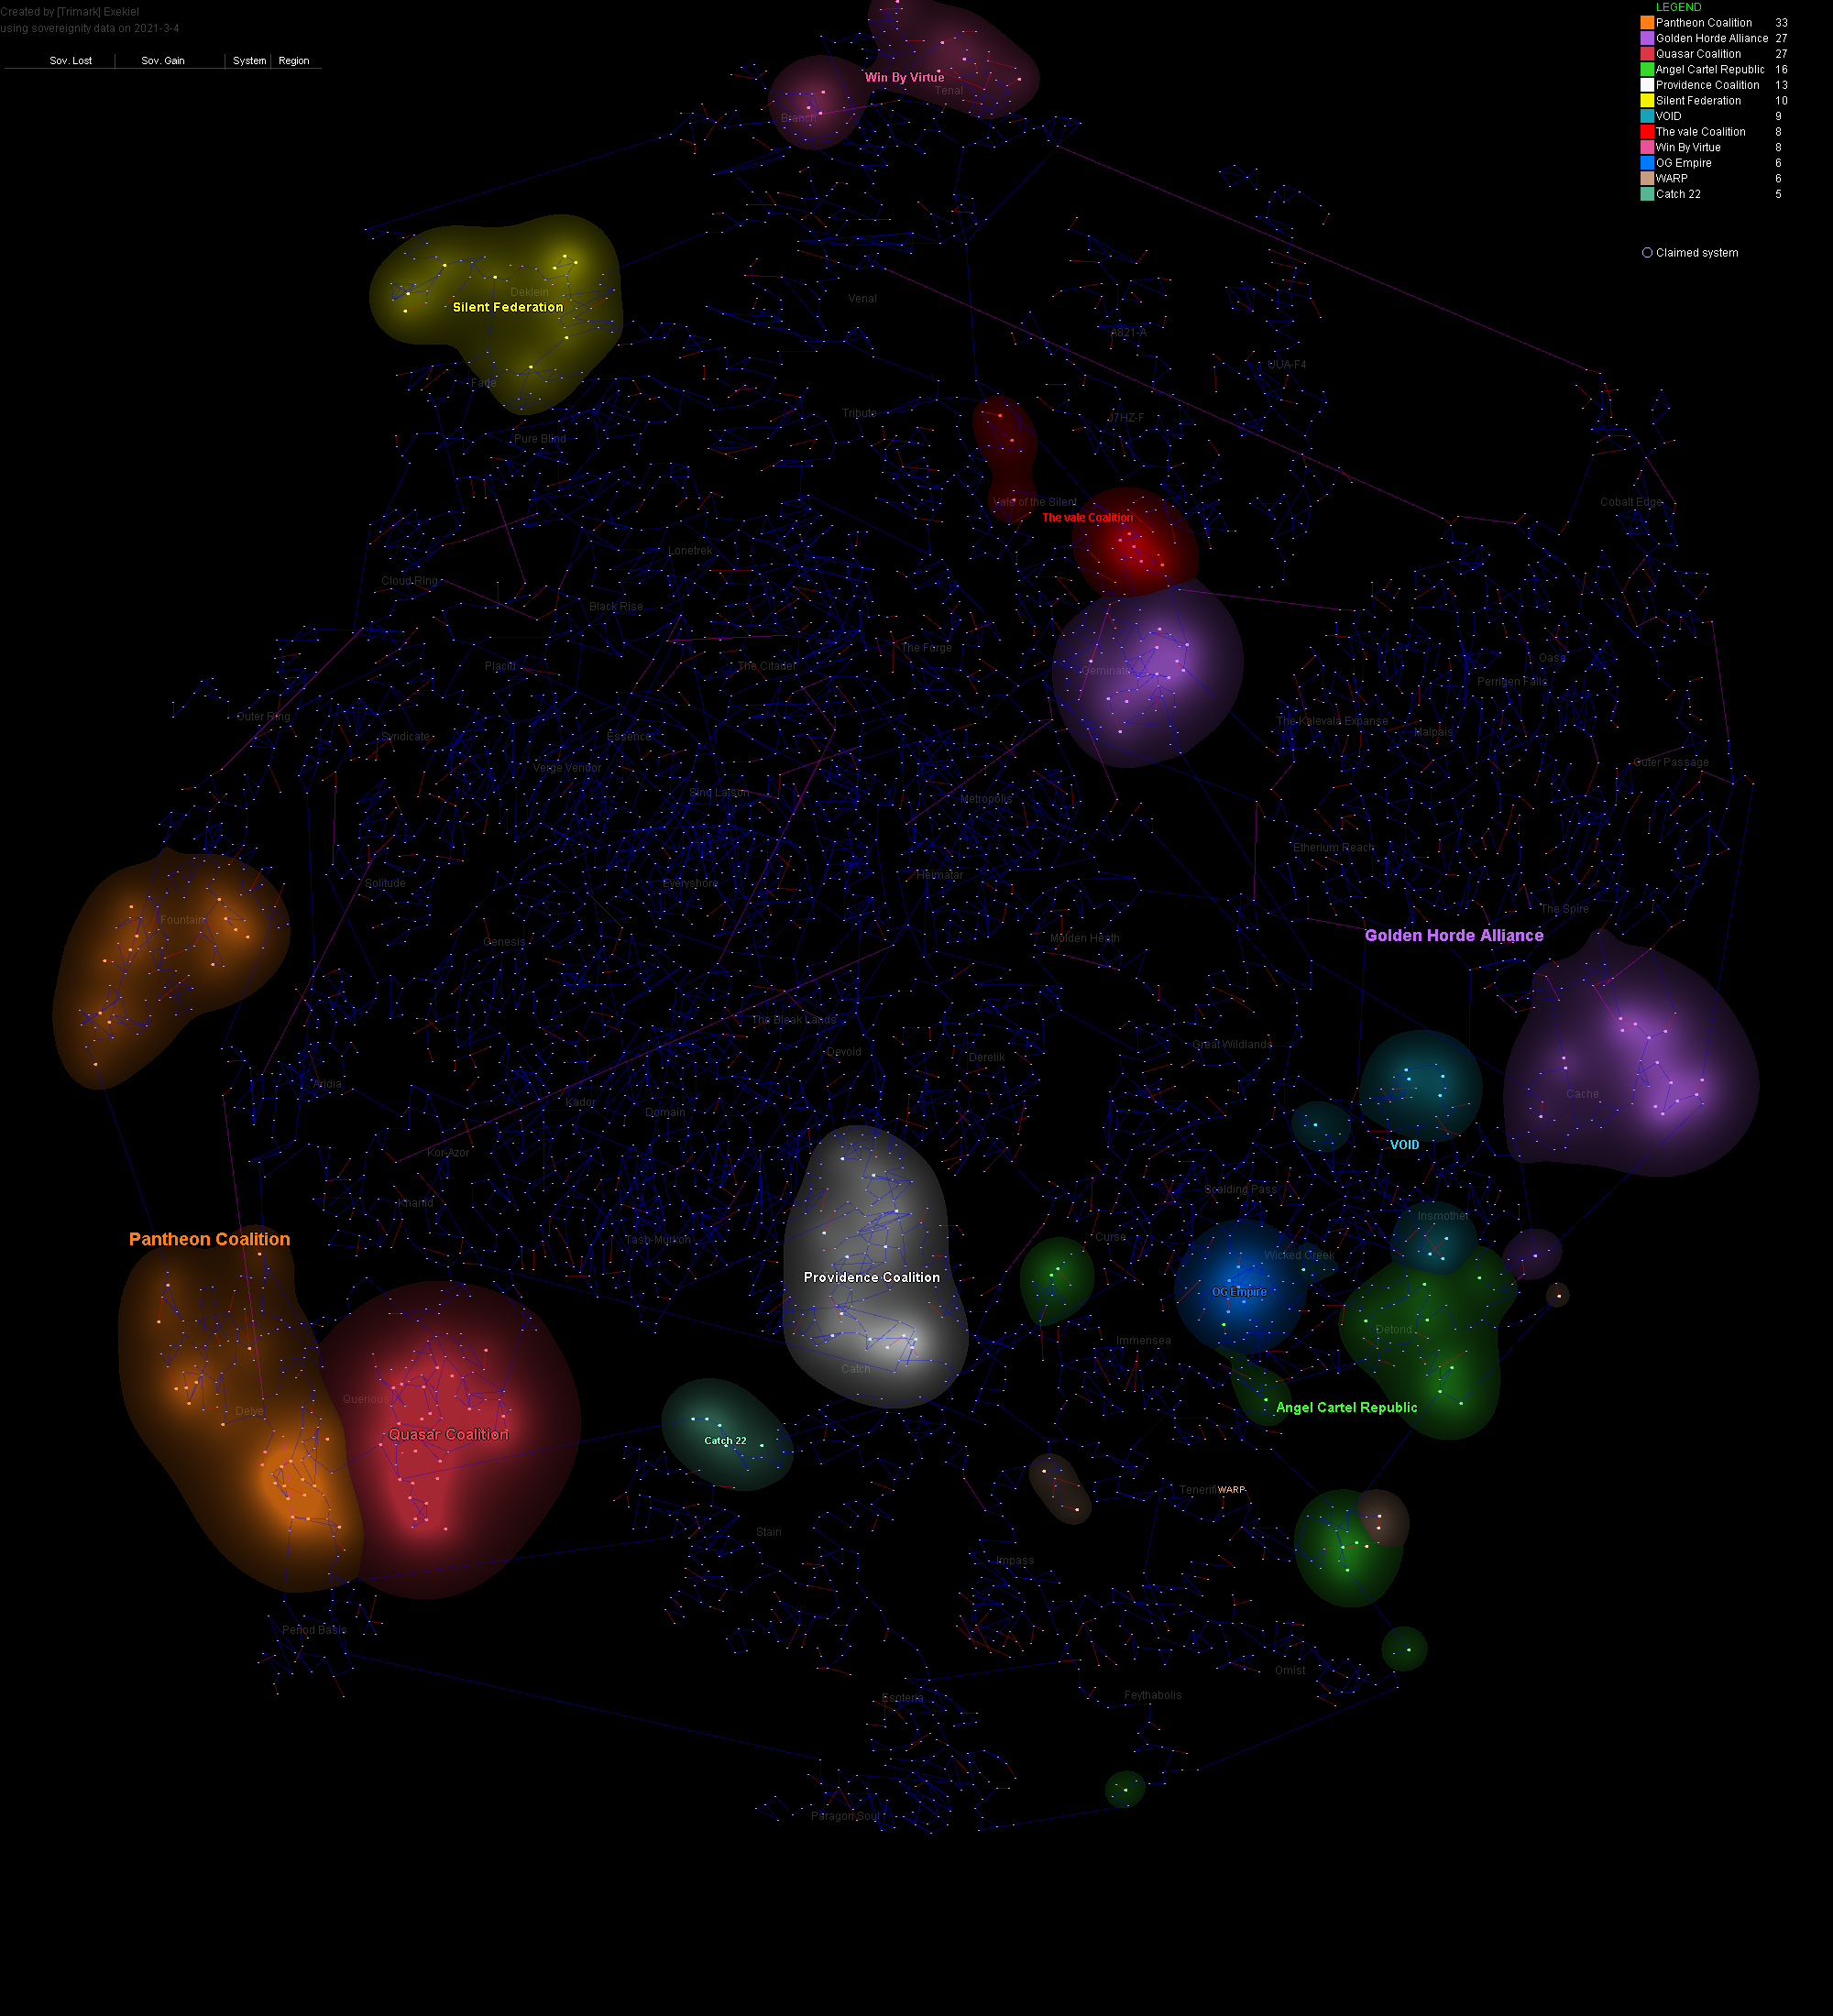 Created by [Trimark] Exekiel
using sovereignity data on 2021-3-4
Sov. Lost Sov. Gain System Region
LEGEND
Pantheon Coalition 33
Golden Horde Alliance 27
Quasar Coalition 27
Angel Cartel Republic 16
Providence Coalition 13
Silent Federation 10
VOID 9
The vale Coalition 8
Win By Virtue 8
OG Empire 6
WARP 6
Catch 22 5
Claimed system
Win By Virtue
Tenal
Branch
Deklein
Silent Federation
Venal
A821-A
UUA-F4
Fade
Tribute
J7HZ-F
Pure Blind
Vale of the Silent
Cobalt Edge
The vale Coalition
Lonetrek
Cloud Ring
Black Rise
The Forge
Oasa
Placid
The Citadel
Geminate
Perrigen Falls
Outer Ring
The Kalevala Expanse
Malpais
Syndicate
Essence
Outer Passage
Verge Vendor
Sinq Laison
Metropolis
Etherium Reach
Solitude
Everyshore
Heimatar
The Spire
Fountain
Genesis
Molden Heath
Golden Horde Alliance
The Bleak Lands
Great Wildlands
Devoid
Derelik
Aridia
Cache
Kador
Domain
VOID
Kor-Azor
Scalding Pass
Khanid
Insmother
Pantheon Coalition
Tash-Murkon
Curse
Wicked Creek
Providence Coalition
OG Empire
Detorid
Immensea
Catch
Querious
Delve
Angel Cartel Republic
Quasar Coalition
Catch 22
WARP
Stain
Impass
Period Basis
Omist
Esoteria
Feythabolis
Paragon Soul